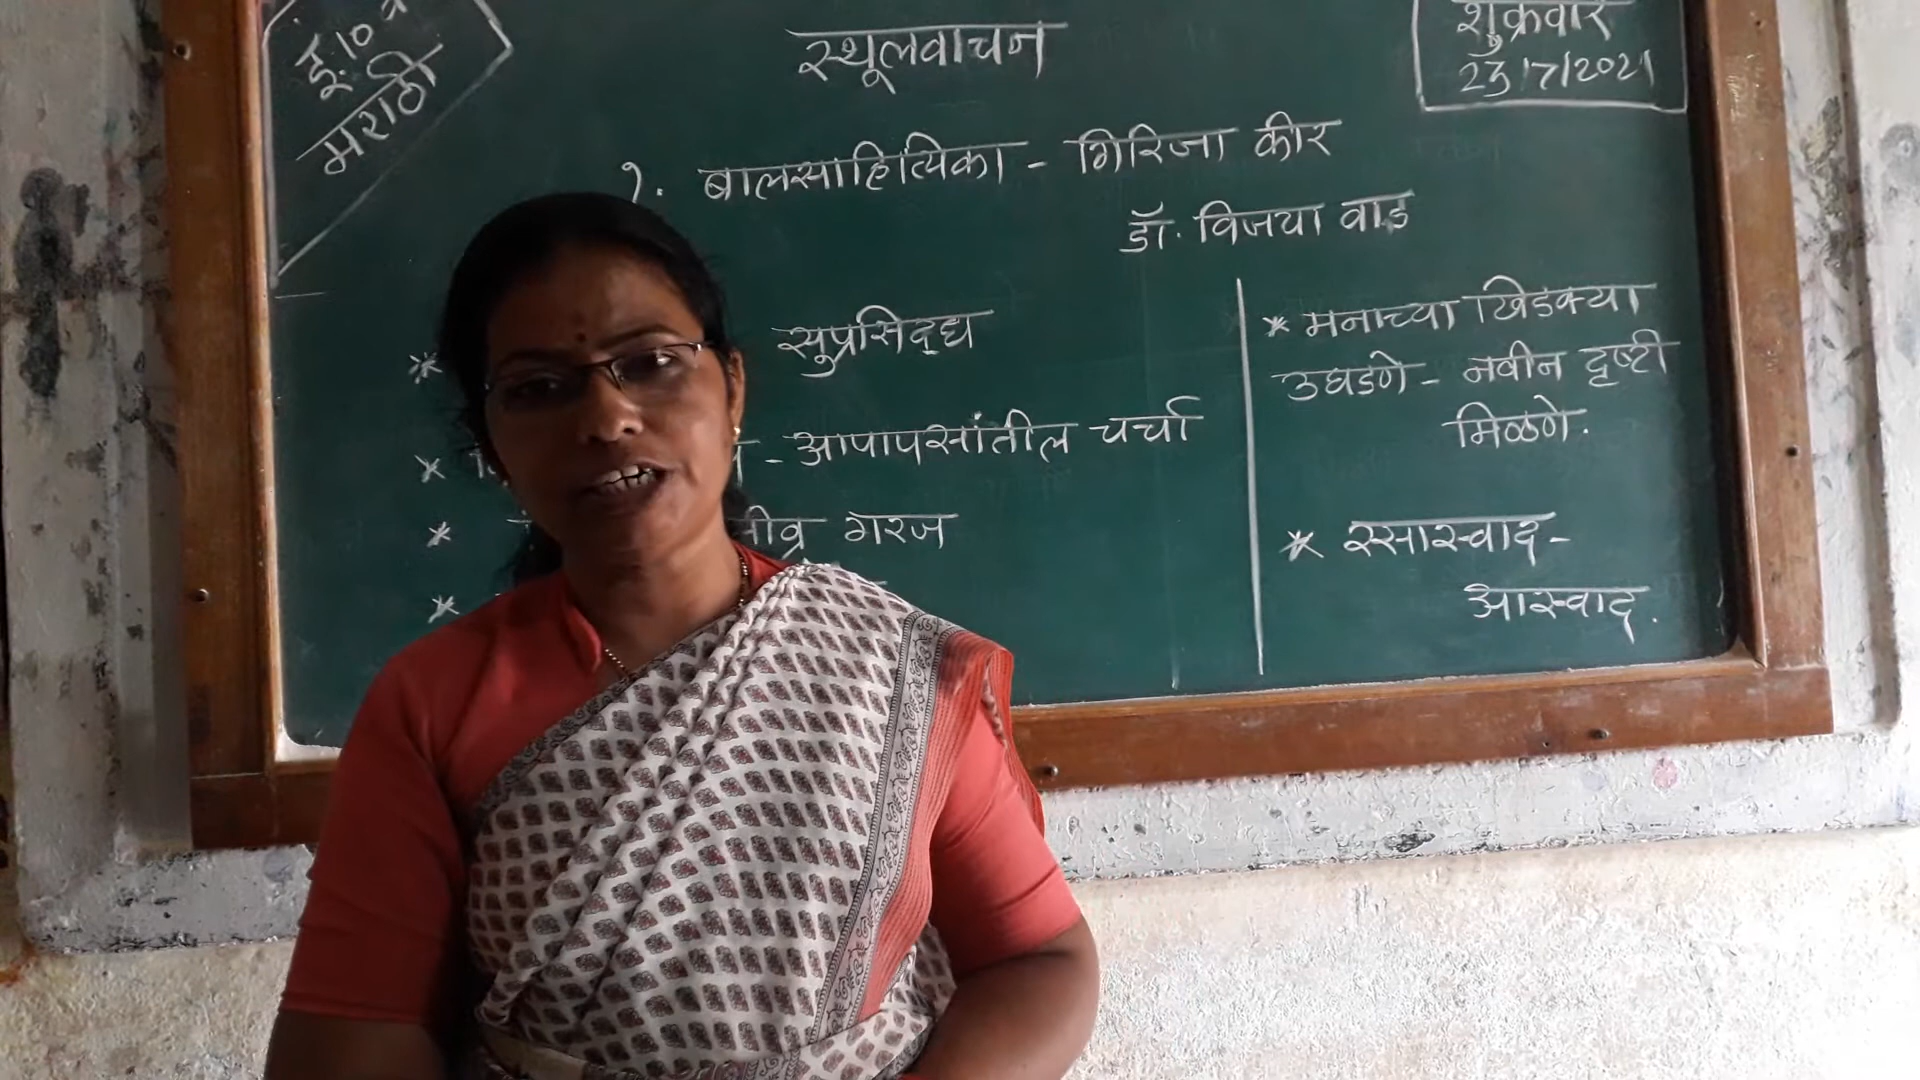 इ. १० वी
मराठी
शुक्रवार
23/7/2021
स्थूलवाचन
१. बालसाहित्यिका - गिरिजा कीर
डॉ. विजया वाड
* सुप्रसिद्ध
* - आपापसांतील चर्चा
* तीव्र गरज
*
* मनाच्या खिडक्या
उघडणे - नवीन दृष्टी
मिळणे.
* रसास्वाद -
आस्वाद.